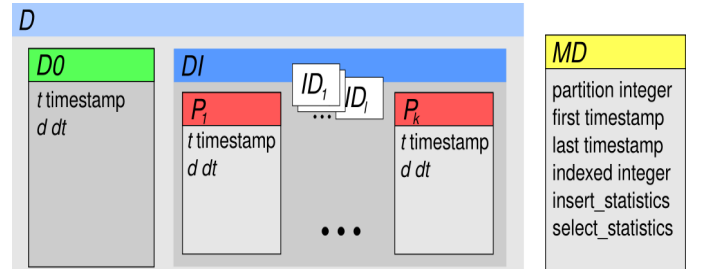 D
D0
t timestamp
d dt
DI
ID1
...
IDl
P1
t timestamp
d dt
Pk
t timestamp
d dt
...
MD
partition integer
first timestamp
last timestamp
indexed integer
insert_statistics
select_statistics